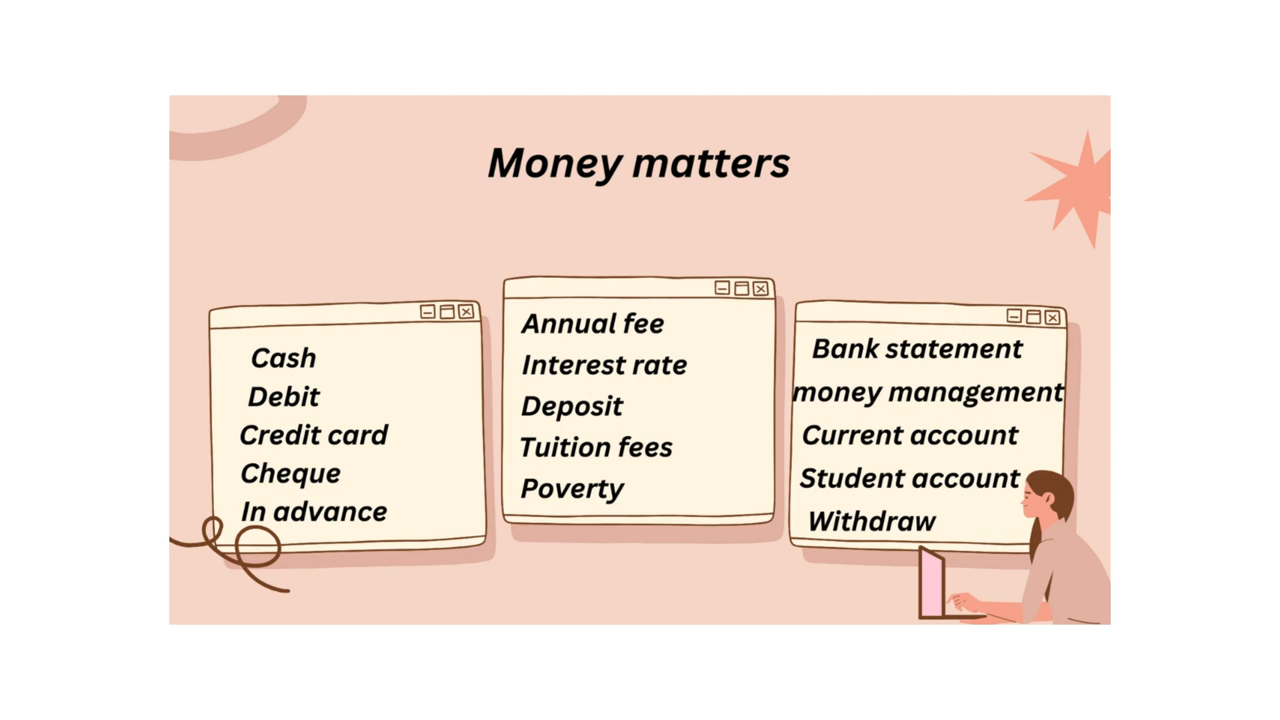 Money matters
Cash
Debit
Credit card
Cheque
In advance
Annual fee
Interest rate
Deposit
Tuition fees
Poverty
Bank statement
money management
Current account
Student account
Withdraw